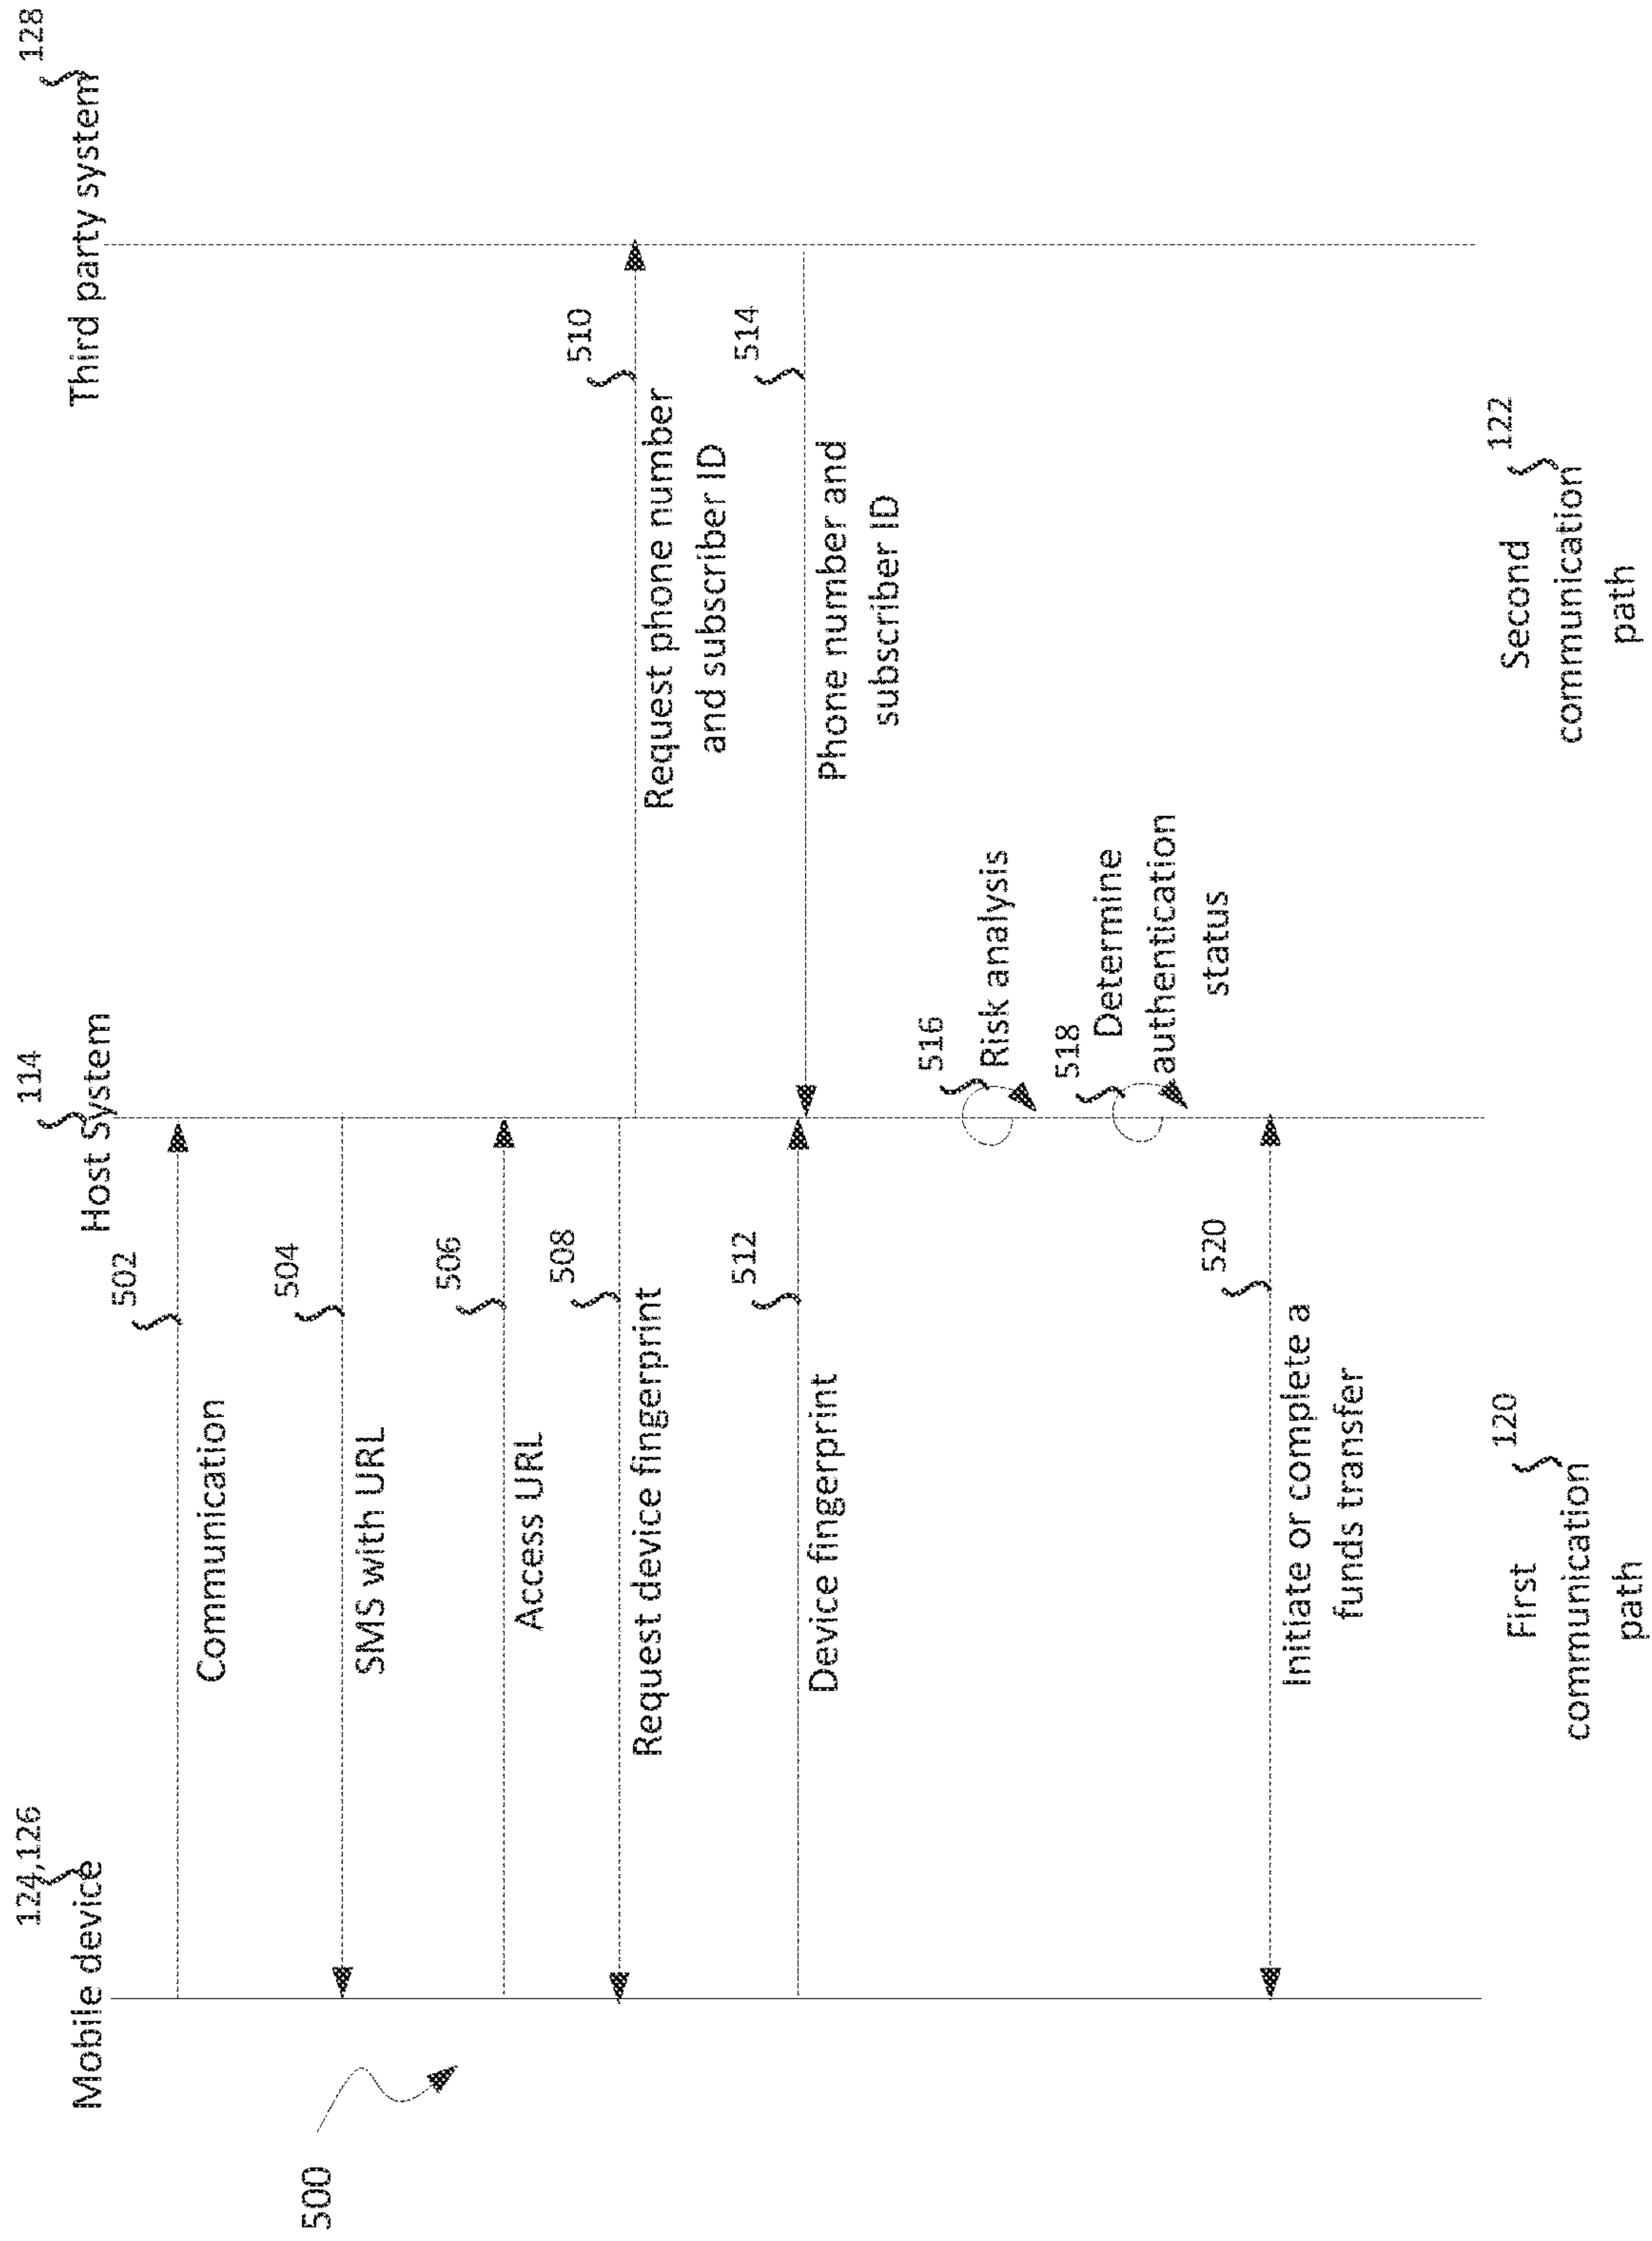 124,126
Mobile device
114
Host System
128
Third party system
500
502
Communication
504
SMS with URL
506
Access URL
508
Request device fingerprint
510
Request phone number
and subscriber ID
512
Device fingerprint
514
Phone number and
subscriber ID
516
Risk analysis
518
Determine
authentication
status
520
Initiate or complete a
funds transfer
120
First
communication
path
122
Second
communication
path